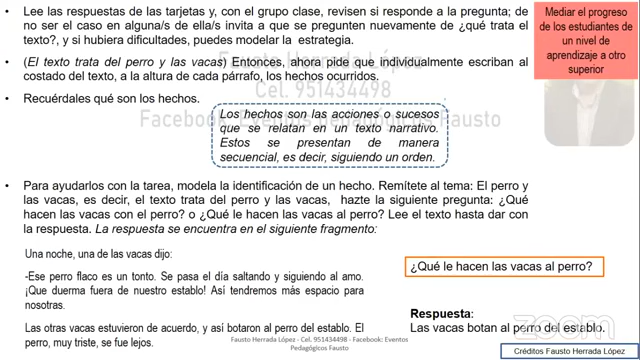 • Lee las respuestas de las tarjetas y, con el grupo clase, revisen si responde a la pregunta; de
no ser el caso en alguna/s de ella/s invita a que se pregunten nuevamente de ¿qué trata el
texto?, y si hubiera dificultades, puedes modelar la estrategia.
• (El texto trata del perro y las vacas) Entonces, ahora pide que individualmente escriban al
costado del texto, a la altura de cada párrafo, los hechos ocurridos.
• Recuérdales qué son los hechos.
Mediar el progreso
de los estudiantes de
un nivel de
aprendizaje a otro
superior
Fausto Herrada López
Cel. 951434498
Facebook: Eventos Pedagógicos Fausto
Los hechos son las acciones o sucesos
que se relatan en un texto narrativo.
Estos se presentan de manera
secuencial, es decir, siguiendo un orden.
• Para ayudarlos con la tarea, modela la identificación de un hecho. Remítete al tema: El perro y
las vacas, es decir, el texto trata del perro y las vacas, hazte la siguiente pregunta: ¿Qué
hacen las vacas con el perro? o ¿Qué le hacen las vacas al perro? Lee el texto hasta dar con
la respuesta. La respuesta se encuentra en el siguiente fragmento:
Una noche, una de las vacas dijo:
-Ese perro flaco es un tonto. Se pasa el día saltando y siguiendo al amo.
¡Que duerma fuera de nuestro establo! Así tendremos más espacio para
nosotras.
Las otras vacas estuvieron de acuerdo, y así botaron al perro del establo. El
perro, muy triste, se fue lejos.
¿Qué le hacen las vacas al perro?
Respuesta:
Las vacas botan al perro del establo.
zoom
Fausto Herrada López - Cel. 951434498 - Facebook: Eventos
Pedagógicos Fausto
Créditos Fausto Herrada López